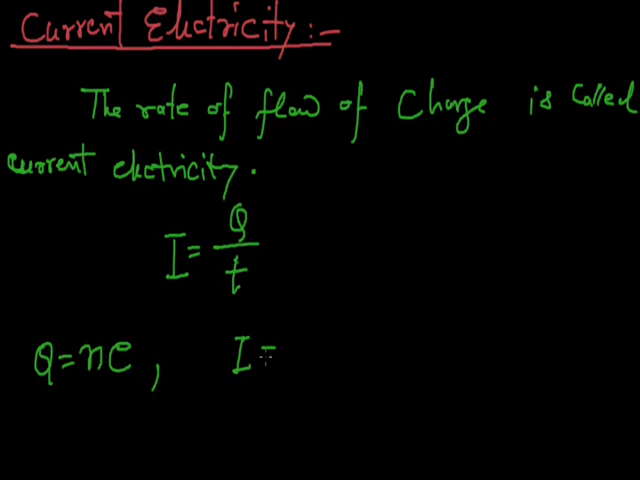 Current Electricity:-
The rate of flow of Charge is Called
current electricity.
I = Q/t
Q = ne, I =